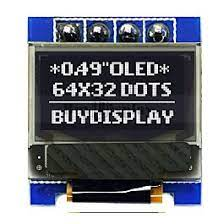 *0.49"OLED*
64X32 DOTS
BUYDISPLAY